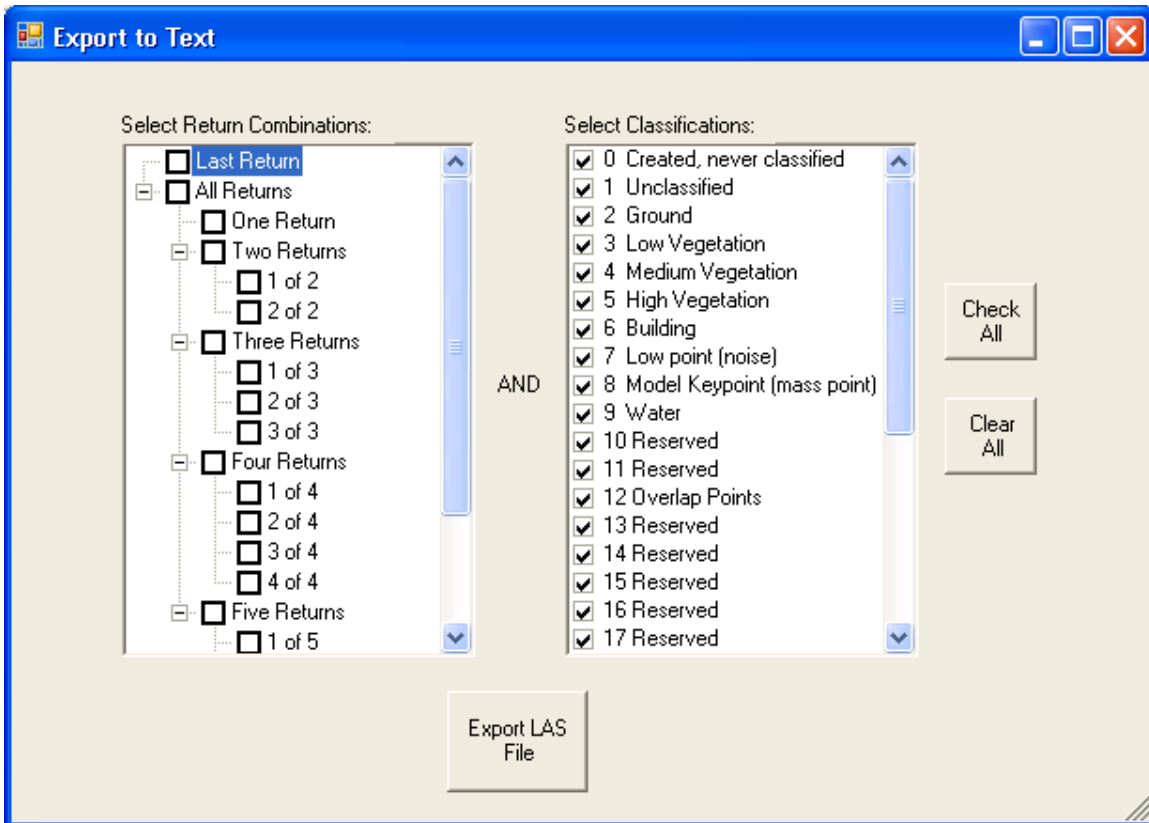 Export to Text
Select Return Combinations:
Last Return
All Returns
One Return
Two Returns
1 of 2
2 of 2
Three Returns
1 of 3
2 of 3
3 of 3
Four Returns
1 of 4
2 of 4
3 of 4
4 of 4
Five Returns
1 of 5
AND
Select Classifications:
0 Created, never classified
1 Unclassified
2 Ground
3 Low Vegetation
4 Medium Vegetation
5 High Vegetation
6 Building
7 Low point (noise)
8 Model Keypoint (mass point)
9 Water
10 Reserved
11 Reserved
12 Overlap Points
13 Reserved
14 Reserved
15 Reserved
16 Reserved
17 Reserved
Check
All
Clear
All
Export LAS
File